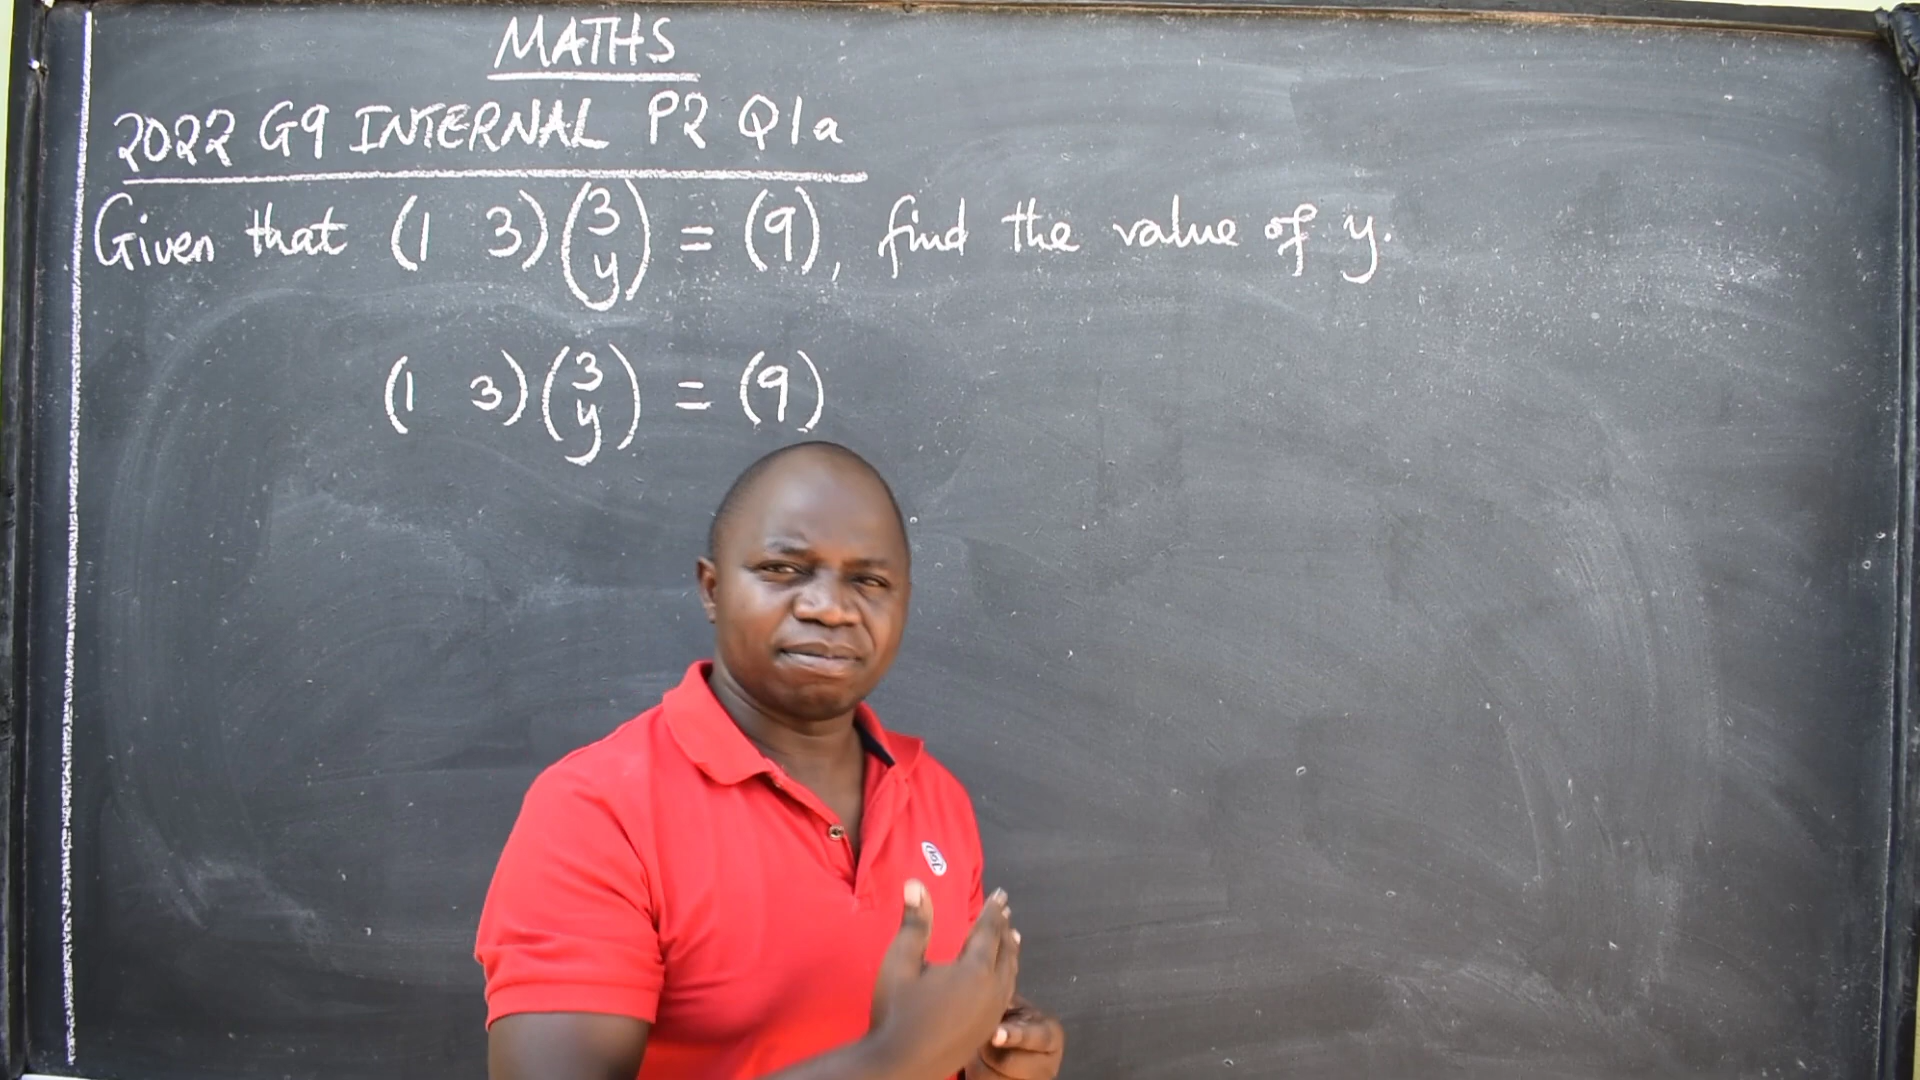 MATHS
2022 G9 INTERNAL P2 Q1a
Given that (1 3)(3 y) = (9), find the value of y.
(1 3)(3 y) = (9)